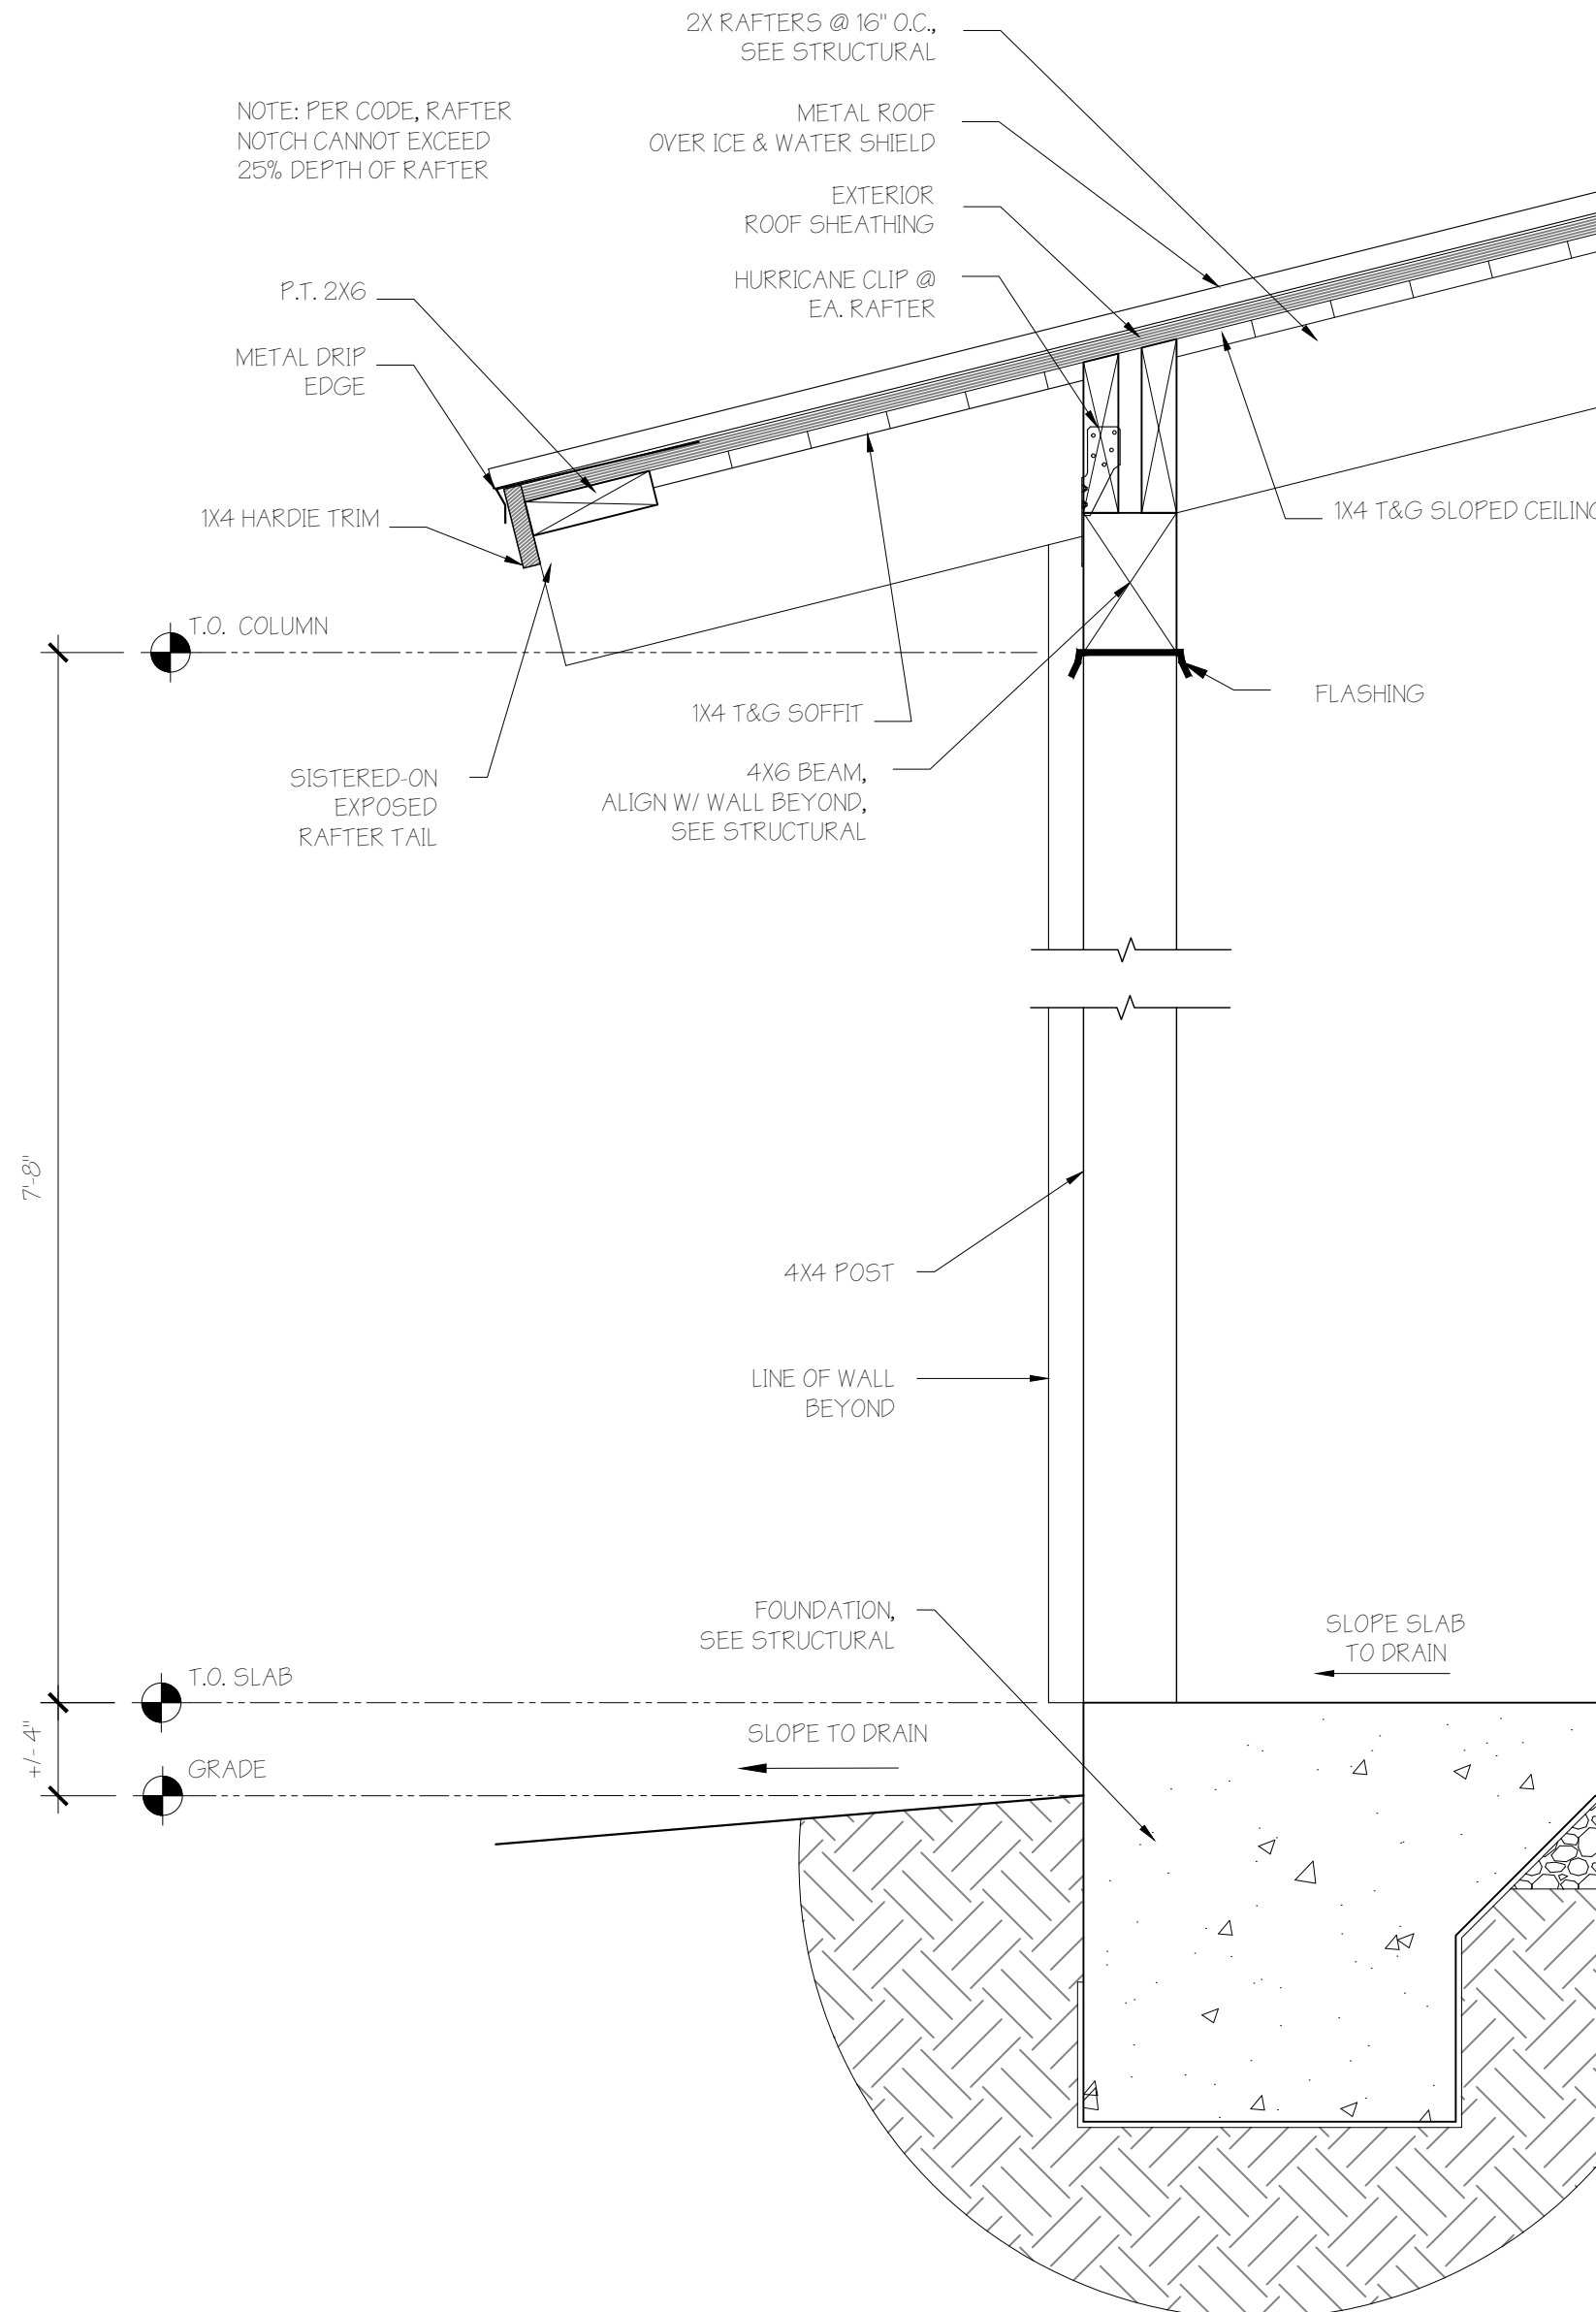 2X RAFTERS @ 16" O.C.,
SEE STRUCTURAL
NOTE: PER CODE, RAFTER
NOTCH CANNOT EXCEED
25% DEPTH OF RAFTER
METAL ROOF
OVER ICE & WATER SHIELD
EXTERIOR
ROOF SHEATHING
HURRICANE CLIP @
EA. RAFTER
P.T. 2X6
METAL DRIP
EDGE
1X4 HARDIE TRIM
1X4 T&G SLOPED CEILING
T.O. COLUMN
FLASHING
1X4 T&G SOFFIT
SISTERED-ON
EXPOSED
RAFTER TAIL
4X6 BEAM,
ALIGN W/ WALL BEYOND,
SEE STRUCTURAL
7'-8"
4X4 POST
LINE OF WALL
BEYOND
FOUNDATION,
SEE STRUCTURAL
SLOPE SLAB
TO DRAIN
T.O. SLAB
+/- 4"
SLOPE TO DRAIN
GRADE